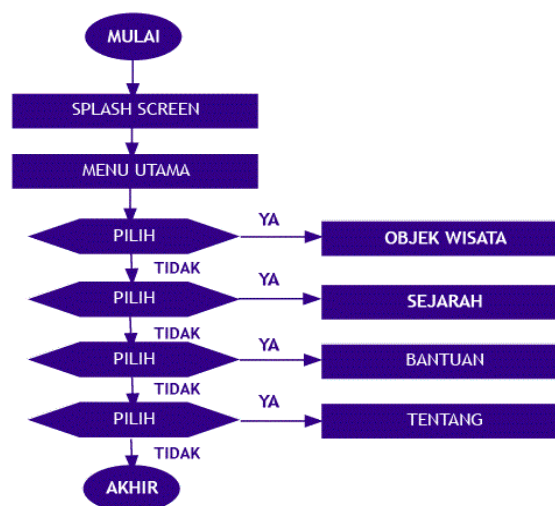 MULAI
SPLASH SCREEN
MENU UTAMA
PILIH
YA
OBJEK WISATA
TIDAK
PILIH
YA
SEJARAH
TIDAK
PILIH
YA
BANTUAN
TIDAK
PILIH
YA
TENTANG
TIDAK
AKHIR